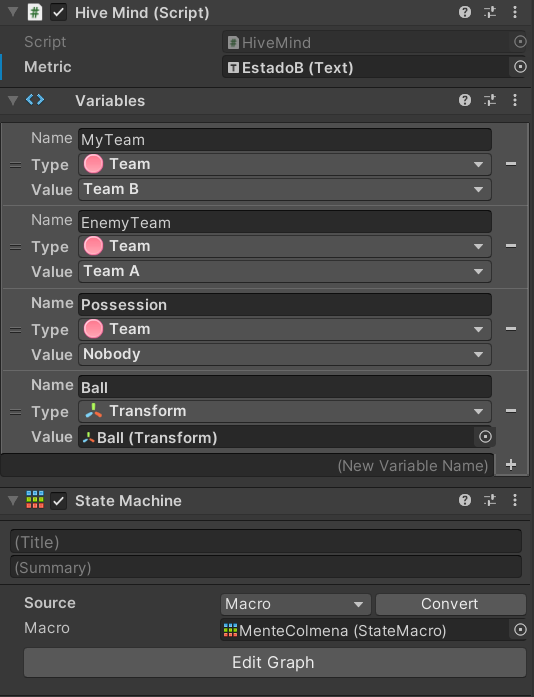 Hive Mind (Script)
Script HiveMind
Metric EstadoB (Text)
Variables
Name MyTeam
Type Team
Value Team B
Name EnemyTeam
Type Team
Value Team A
Name Possession
Type Team
Value Nobody
Name Ball
Type Transform
Value Ball (Transform)
(New Variable Name)
State Machine
(Title)
(Summary)
Source Macro Convert
Macro MenteColmena (StateMacro)
Edit Graph